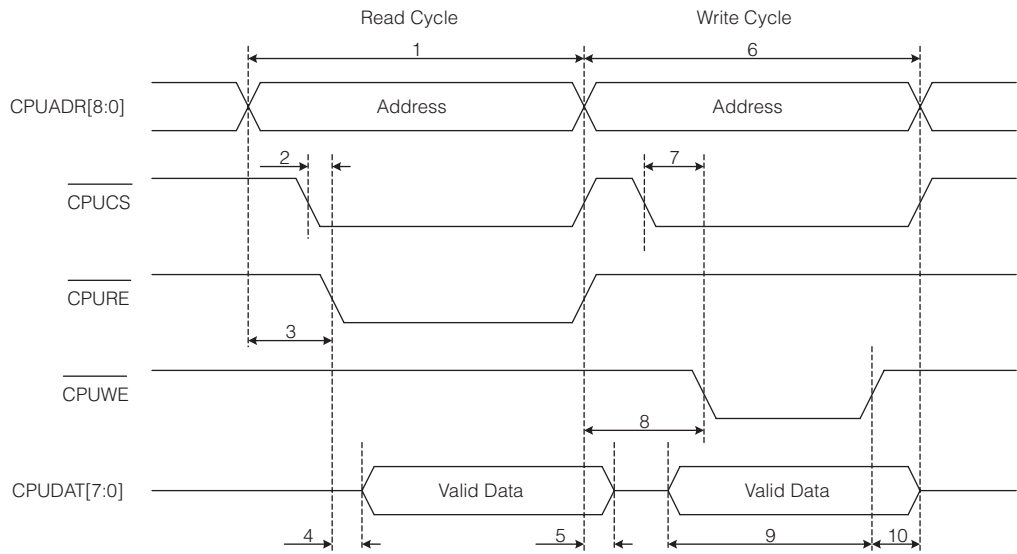 Read Cycle Write Cycle
1 6
CPUADR[8:0] Address Address
2 7
CPUCS
CPURE
3
CPUWE
8
CPUDAT[7:0] Valid Data Valid Data
4 5 9 10